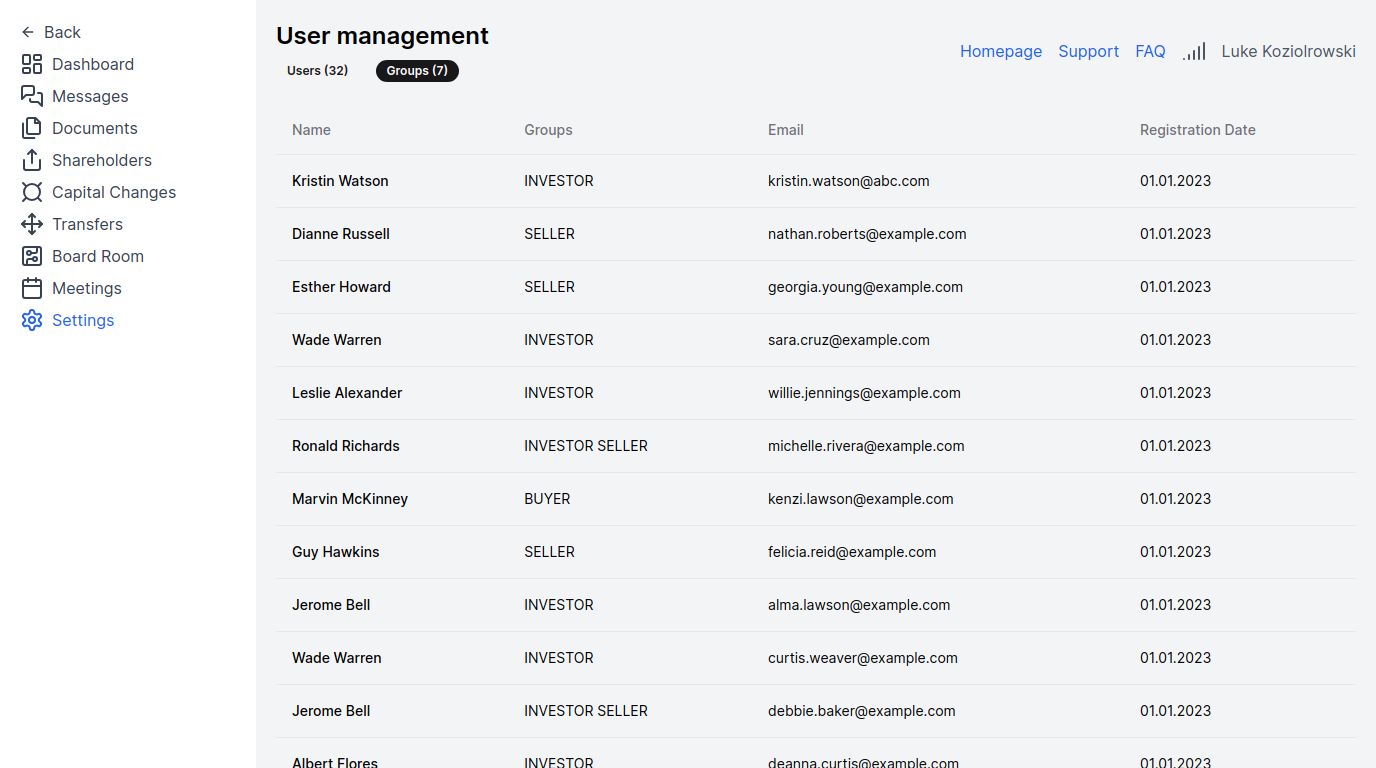 Back
Dashboard
Messages
Documents
Shareholders
Capital Changes
Transfers
Board Room
Meetings
Settings
User management
Users (32) Groups (7)
Homepage Support FAQ Luke Koziolrowski
Name Groups Email Registration Date
Kristin Watson INVESTOR kristin.watson@abc.com 01.01.2023
Dianne Russell SELLER nathan.roberts@example.com 01.01.2023
Esther Howard SELLER georgia.young@example.com 01.01.2023
Wade Warren INVESTOR sara.cruz@example.com 01.01.2023
Leslie Alexander INVESTOR willie.jennings@example.com 01.01.2023
Ronald Richards INVESTOR SELLER michelle.rivera@example.com 01.01.2023
Marvin McKinney BUYER kenzi.lawson@example.com 01.01.2023
Guy Hawkins SELLER felicia.reid@example.com 01.01.2023
Jerome Bell INVESTOR alma.lawson@example.com 01.01.2023
Wade Warren INVESTOR curtis.weaver@example.com 01.01.2023
Jerome Bell INVESTOR SELLER debbie.baker@example.com 01.01.2023
Albert Flores INVESTOR deanna.curtis@example.com 01.01.2023